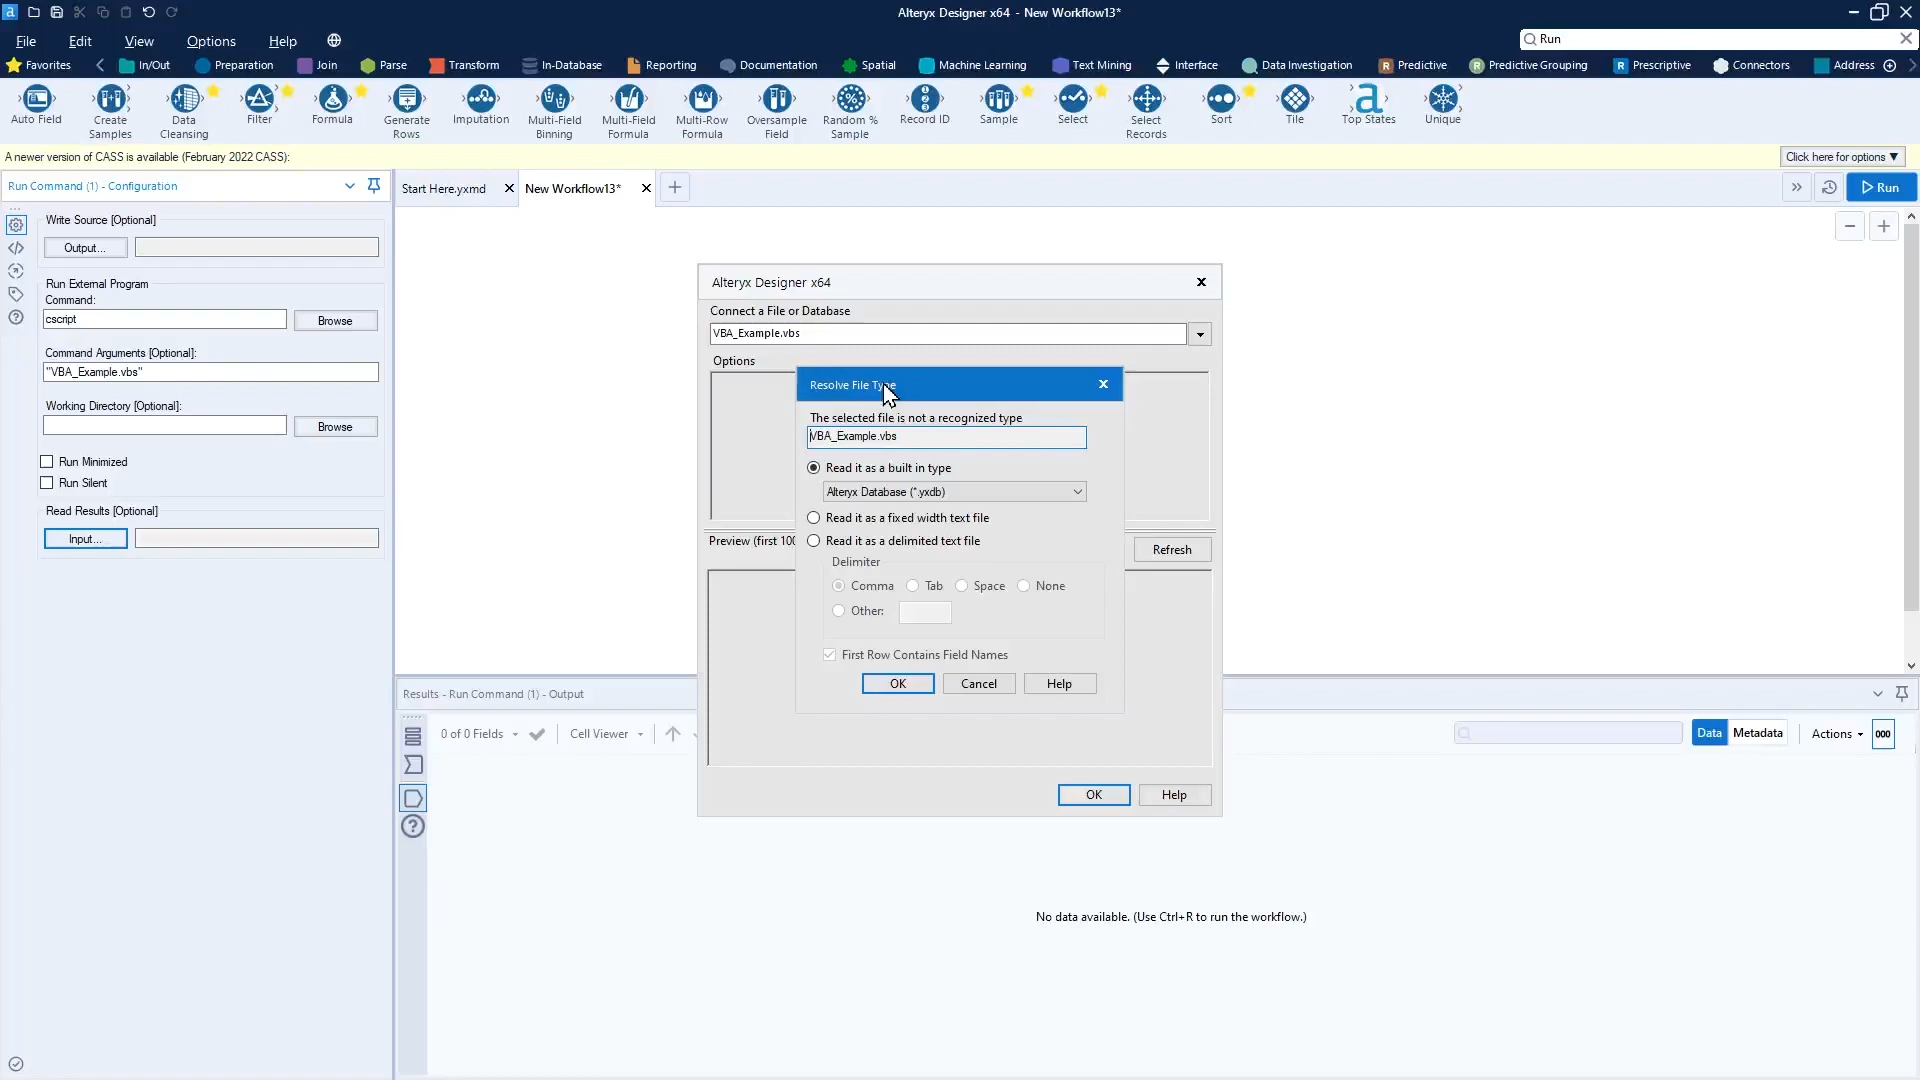 Alteryx Designer x64 - New Workflow13*
File Edit View Options Help
Run
Favorites In/Out Preparation Join Parse Transform In-Database Reporting Documentation Spatial Machine Learning Text Mining Interface Data Investigation Predictive Predictive Grouping Prescriptive Connectors Address
Auto Field
Create Samples
Data Cleansing
Filter
Formula
Generate Rows
Imputation
Multi-Field Binning
Multi-Field Formula
Multi-Row Formula
Oversample Field
Random % Sample
Record ID
Sample
Select
Select Records
Sort
Tile
Top States
Unique
A newer version of CASS is available (February 2022 CASS):
Click here for options ▼
Run Command (1) - Configuration
Start Here.yxmd
New Workflow13*
Run
Write Source [Optional]
Output...
Run External Program
Command:
cscript
Browse
Command Arguments [Optional]:
"VBA_Example.vbs"
Working Directory [Optional]:
Browse
Run Minimized
Run Silent
Read Results [Optional]
Input...
Alteryx Designer x64
Connect a File or Database
VBA_Example.vbs
Options
Resolve File Type
The selected file is not a recognized type
VBA_Example.vbs
Read it as a built in type
Alteryx Database (*.yxdb)
Read it as a fixed width text file
Read it as a delimited text file
Delimiter
Comma Tab Space None
Other:
First Row Contains Field Names
OK Cancel Help
Preview (first 100
Refresh
OK Help
Results - Run Command (1) - Output
0 of 0 Fields
Cell Viewer
Data Metadata
Actions
000
No data available. (Use Ctrl+R to run the workflow.)